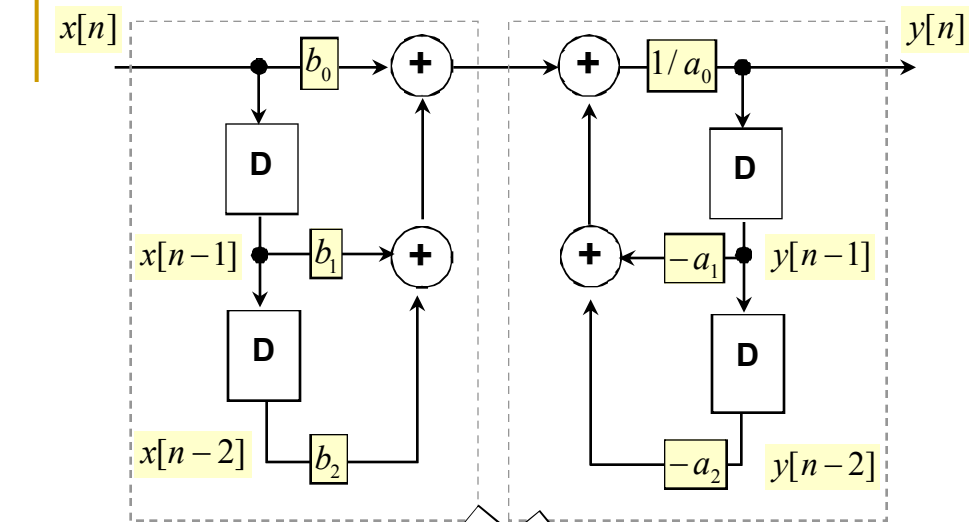 x[n] y[n]
b₀ + + 1/a₀
D D
x[n−1] b₁ + + −a₁ y[n−1]
D D
x[n−2] b₂ −a₂ y[n−2]